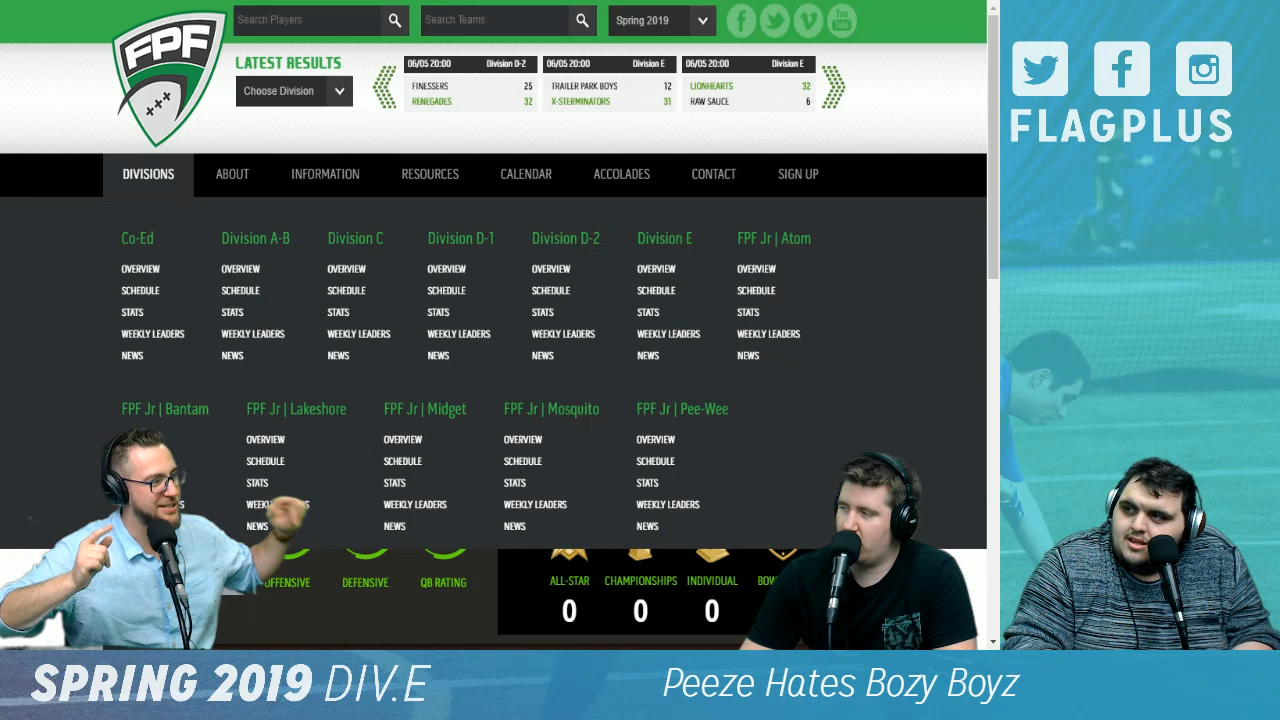 Search Players
Search Teams
Spring 2019
You
Tube
FPF
LATEST RESULTS
Choose Division
06/05 20:00 Division D-2
FINESSERS 25
RENEGADES 32
06/05 20:00 Division E
TRAILER PARK BOYS 12
X-STERMINATORS 31
06/05 20:00 Division E
LIONHEARTS 32
RAW SAUCE 6
FLAGPLUS
DIVISIONS ABOUT INFORMATION RESOURCES CALENDAR ACCOLADES CONTACT SIGN UP
Co-Ed Division A-B Division C Division D-1 Division D-2 Division E FPF Jr | Atom
OVERVIEW OVERVIEW OVERVIEW OVERVIEW OVERVIEW OVERVIEW OVERVIEW
SCHEDULE SCHEDULE SCHEDULE SCHEDULE SCHEDULE SCHEDULE SCHEDULE
STATS STATS STATS STATS STATS STATS STATS
WEEKLY LEADERS WEEKLY LEADERS WEEKLY LEADERS WEEKLY LEADERS WEEKLY LEADERS WEEKLY LEADERS WEEKLY LEADERS
NEWS NEWS NEWS NEWS NEWS NEWS NEWS
FPF Jr | Bantam FPF Jr | Lakeshore FPF Jr | Midget FPF Jr | Mosquito FPF Jr | Pee-Wee
OVERVIEW OVERVIEW OVERVIEW OVERVIEW
SCHEDULE SCHEDULE SCHEDULE SCHEDULE
STATS STATS STATS STATS
WEEKLY LEADERS WEEKLY LEADERS WEEKLY LEADERS
NEWS NEWS NEWS NEWS
OFFENSIVE DEFENSIVE QB RATING
ALL-STAR CHAMPIONSHIPS INDIVIDUAL
0 0 0
SPRING 2019 DIV.E
Peeze Hates Bozy Boyz